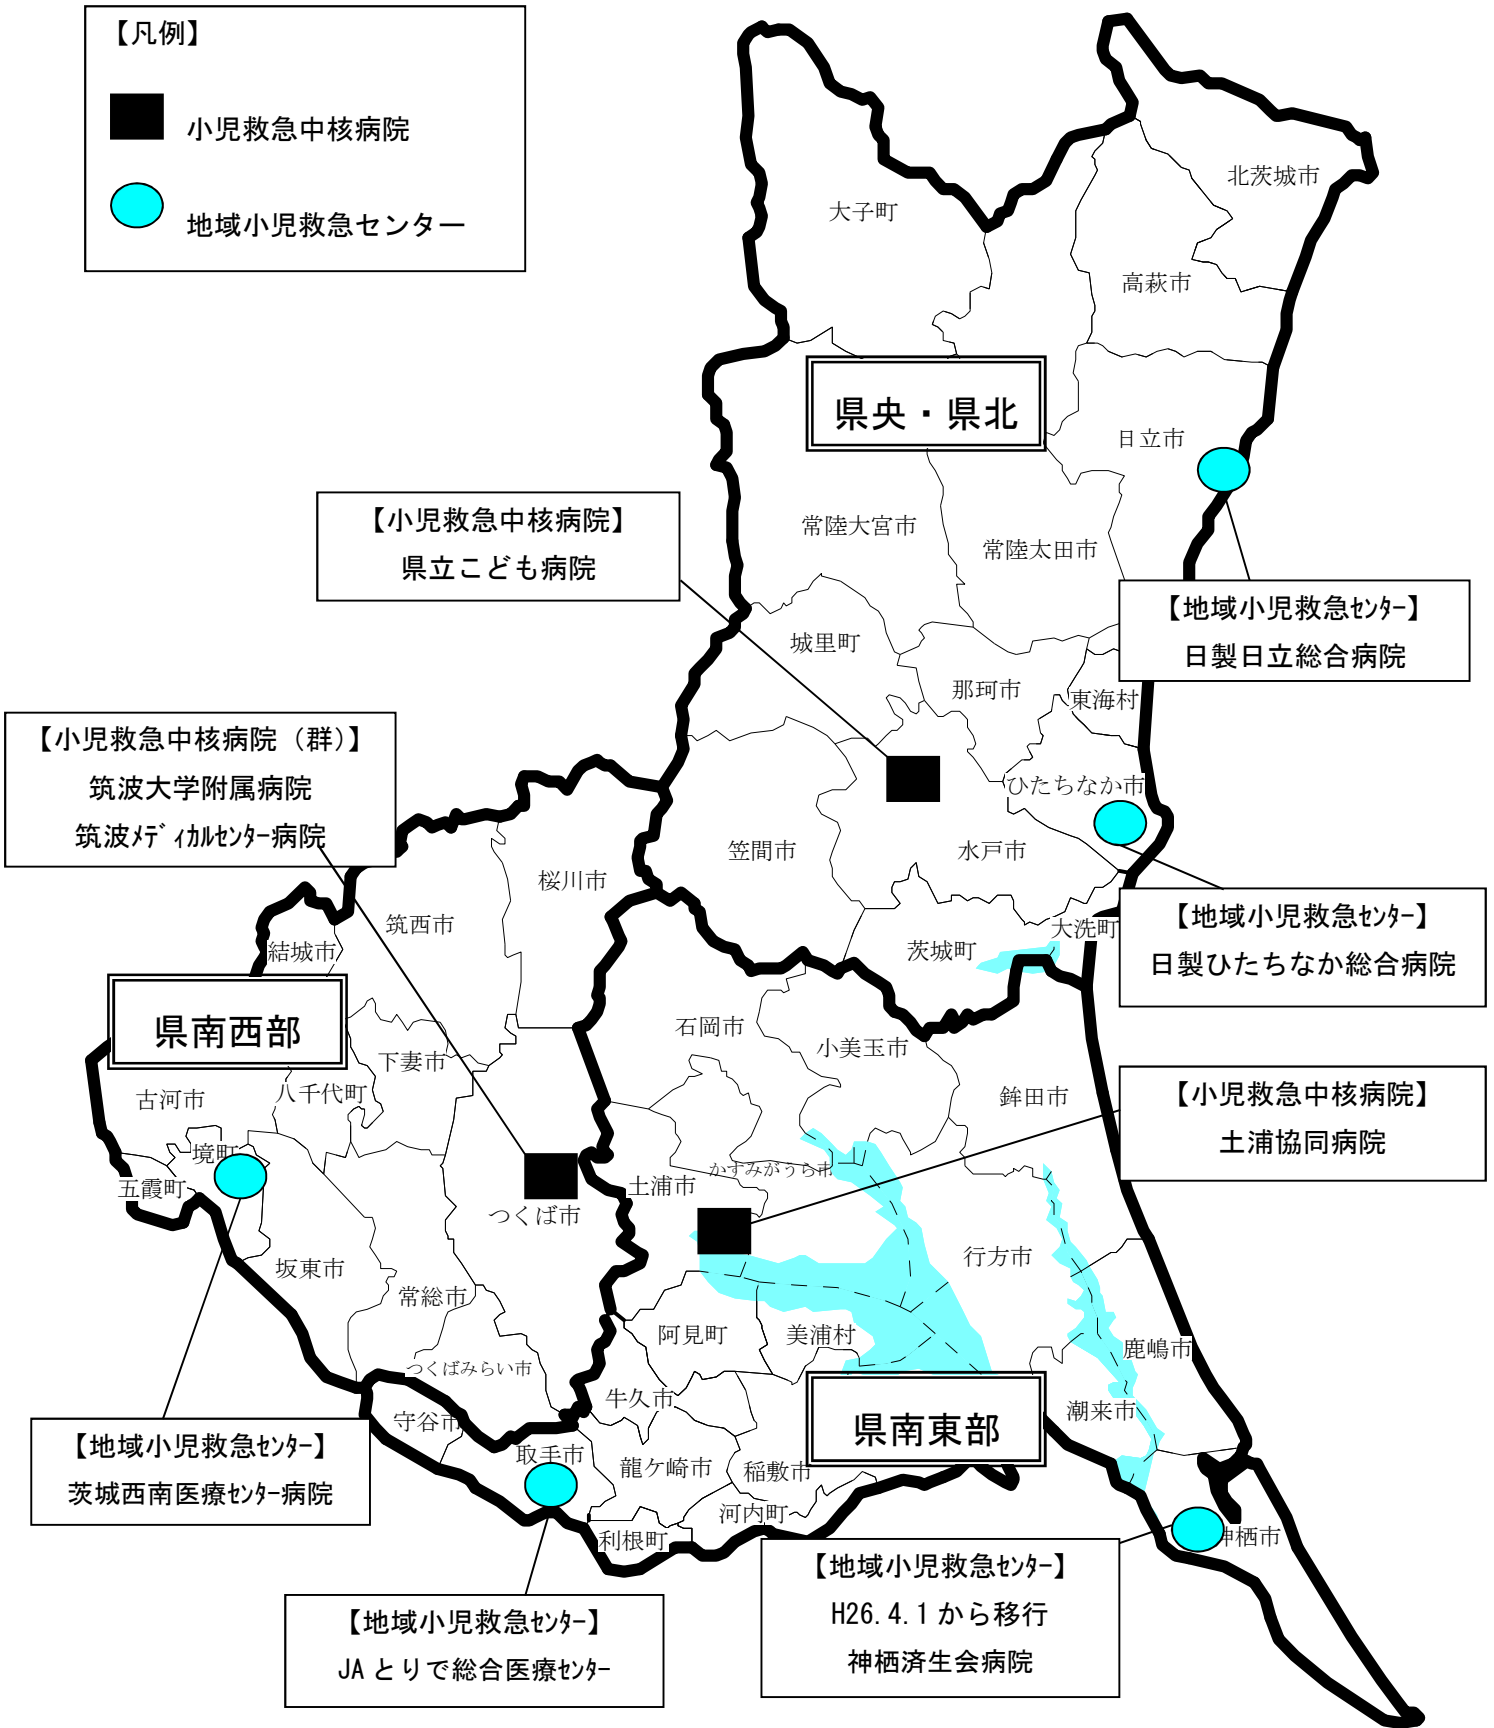 【凡例】
小児救急中核病院
地域小児救急センター
北茨城市
大子町
高萩市
県央・県北
日立市
【小児救急中核病院】
県立こども病院
常陸大宮市
常陸太田市
【地域小児救急ｾﾝﾀｰ】
日製日立総合病院
城里町
那珂市
東海村
【小児救急中核病院（群）】
筑波大学附属病院
筑波ﾒﾃﾞｨｶﾙｾﾝﾀｰ病院
ひたちなか市
笠間市
水戸市
桜川市
筑西市
結城市
茨城町
大洗町
【地域小児救急ｾﾝﾀｰ】
日製ひたちなか総合病院
県南西部
石岡市
小美玉市
下妻市
八千代町
古河市
鉾田市
【小児救急中核病院】
土浦協同病院
境町
五霞町
かすみがうら市
土浦市
つくば市
行方市
坂東市
常総市
阿見町
美浦村
鹿嶋市
つくばみらい市
牛久市
潮来市
守谷市
県南東部
取手市
龍ケ崎市
稲敷市
河内町
利根町
神栖市
【地域小児救急ｾﾝﾀｰ】
茨城西南医療ｾﾝﾀｰ病院
【地域小児救急ｾﾝﾀｰ】
H26.4.1から移行
神栖済生会病院
【地域小児救急ｾﾝﾀｰ】
JAとりで総合医療ｾﾝﾀｰ